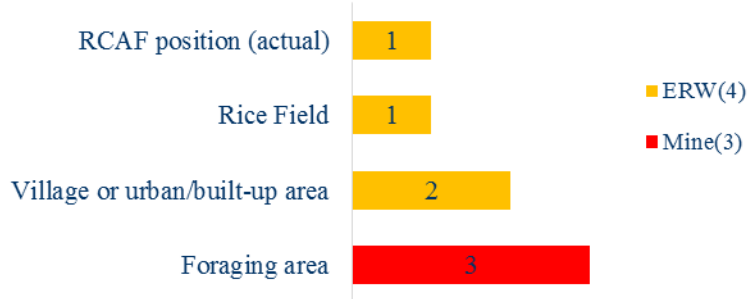 RCAF position (actual) 1
Rice Field 1
Village or urban/built-up area 2
Foraging area 3
ERW(4)
Mine(3)